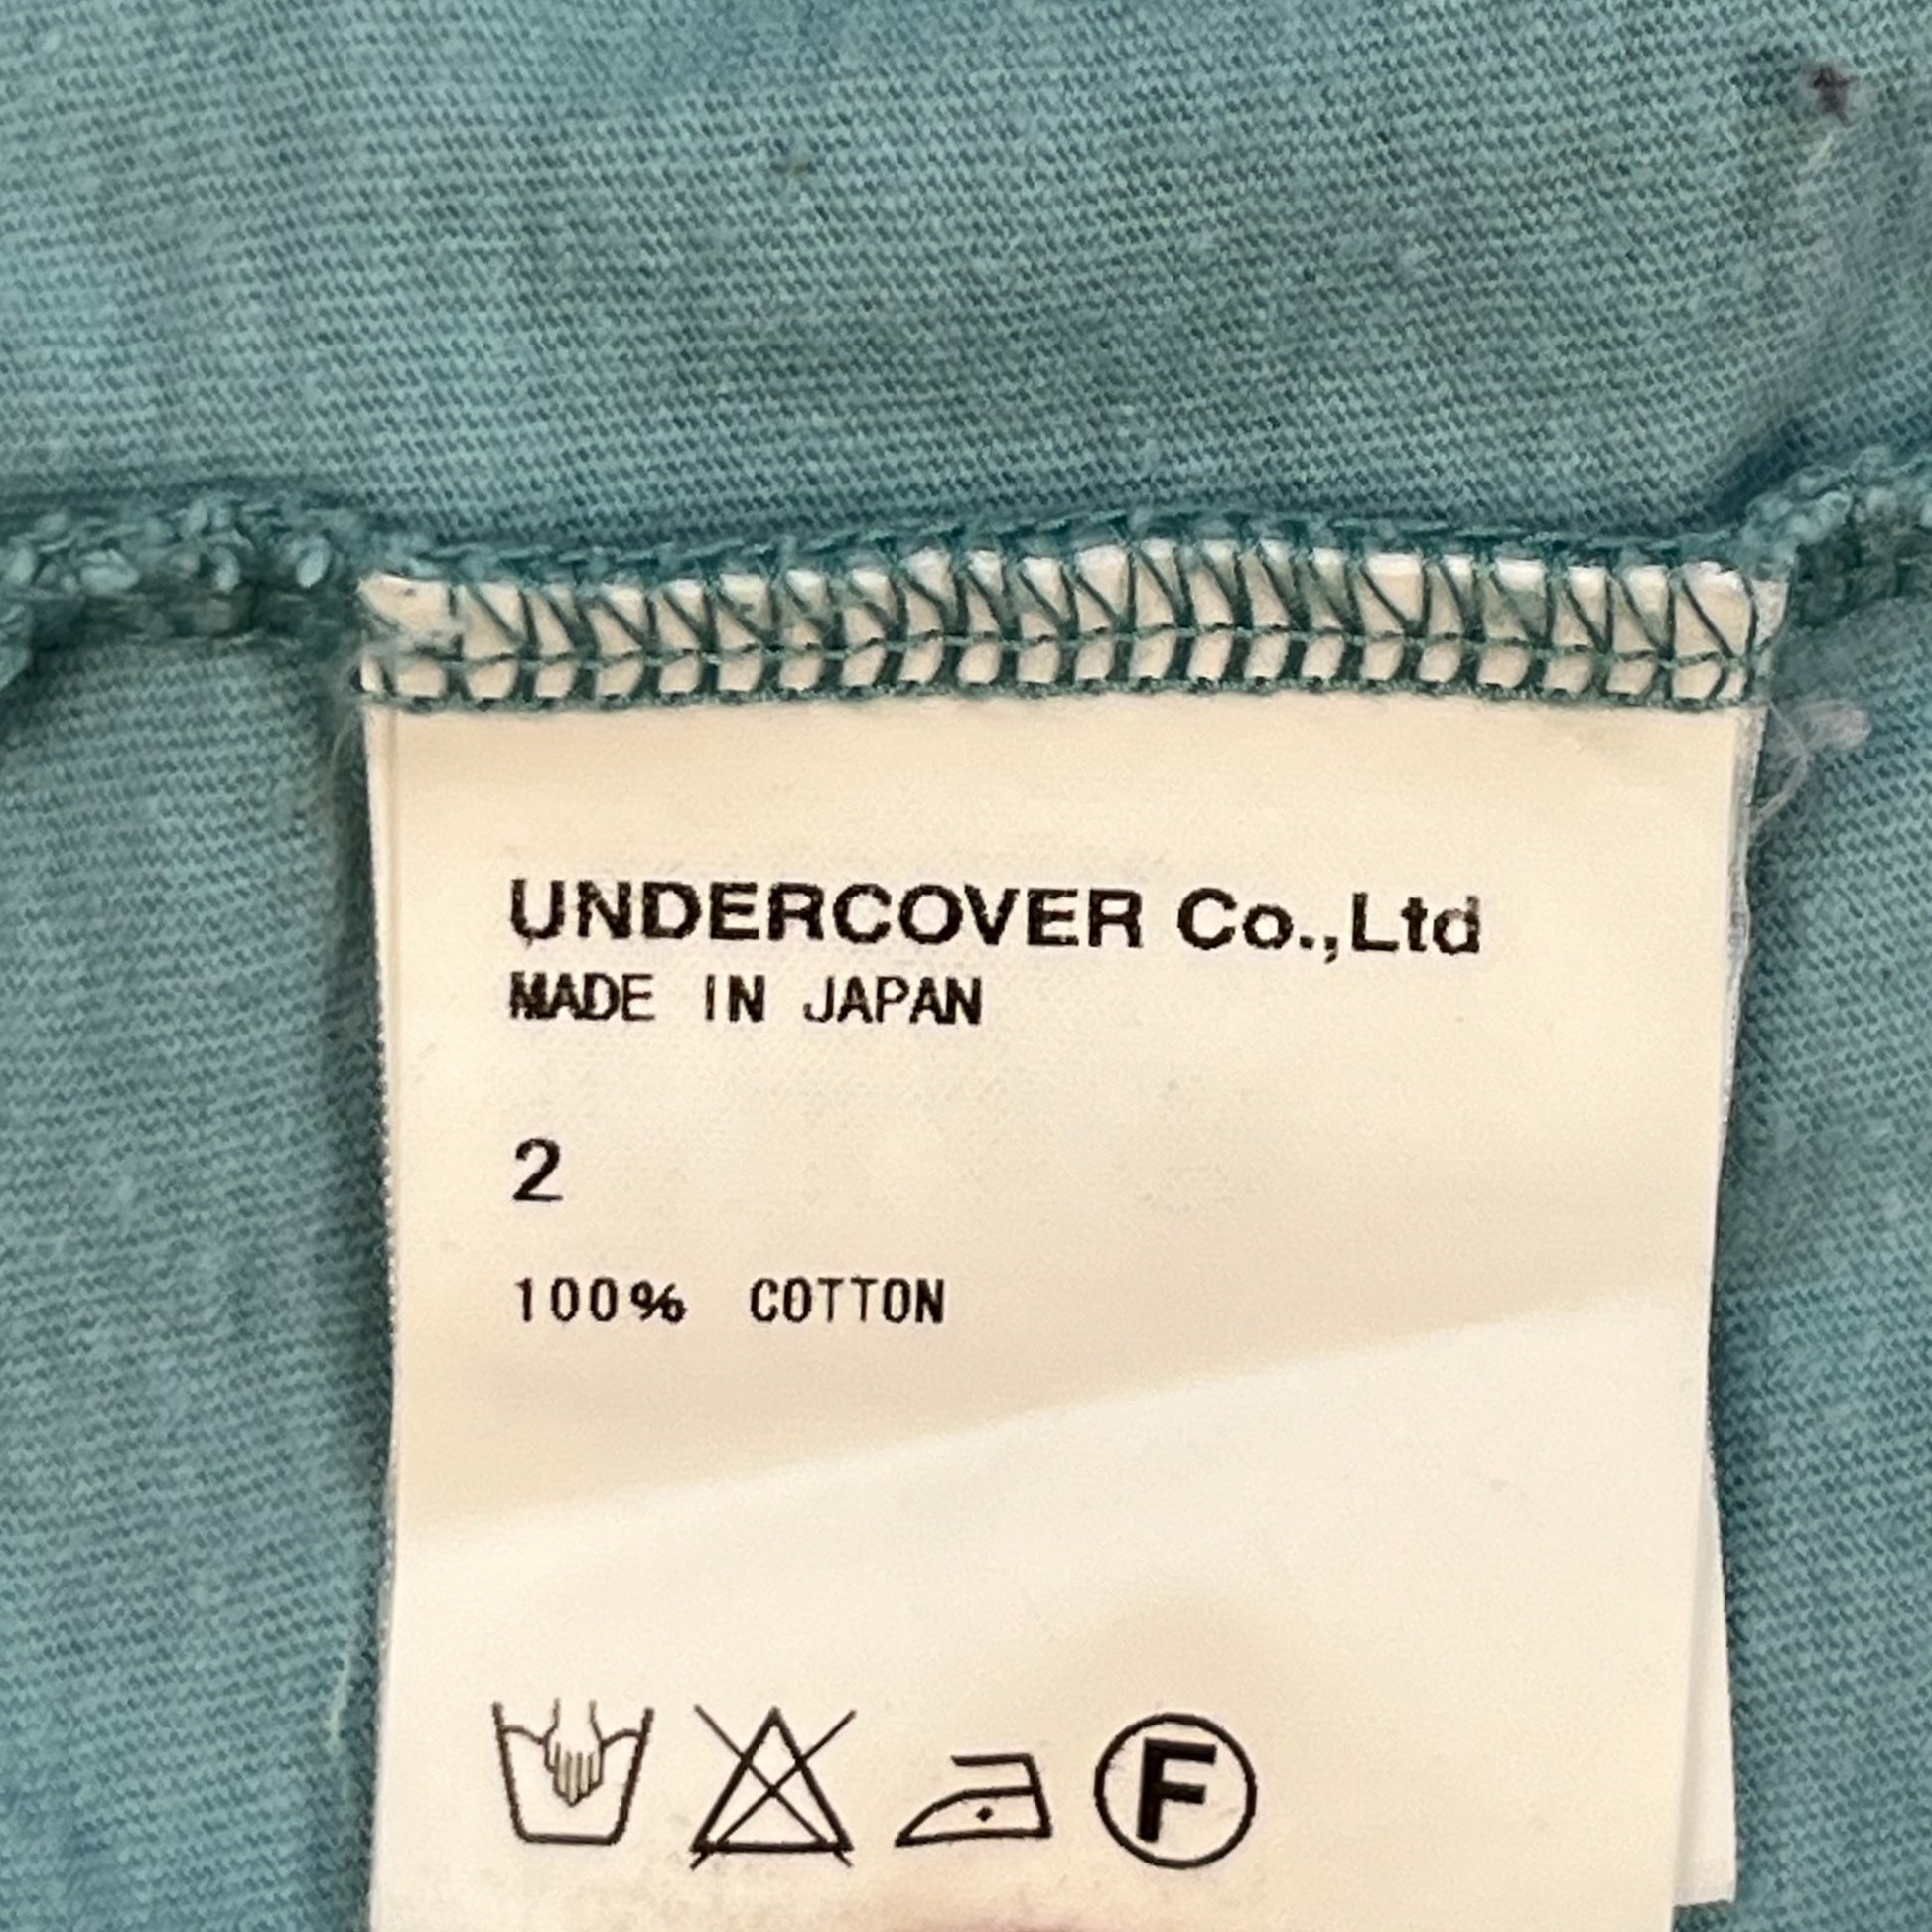 UNDERCOVER Co.,Ltd
MADE IN JAPAN
2
100% COTTON
F